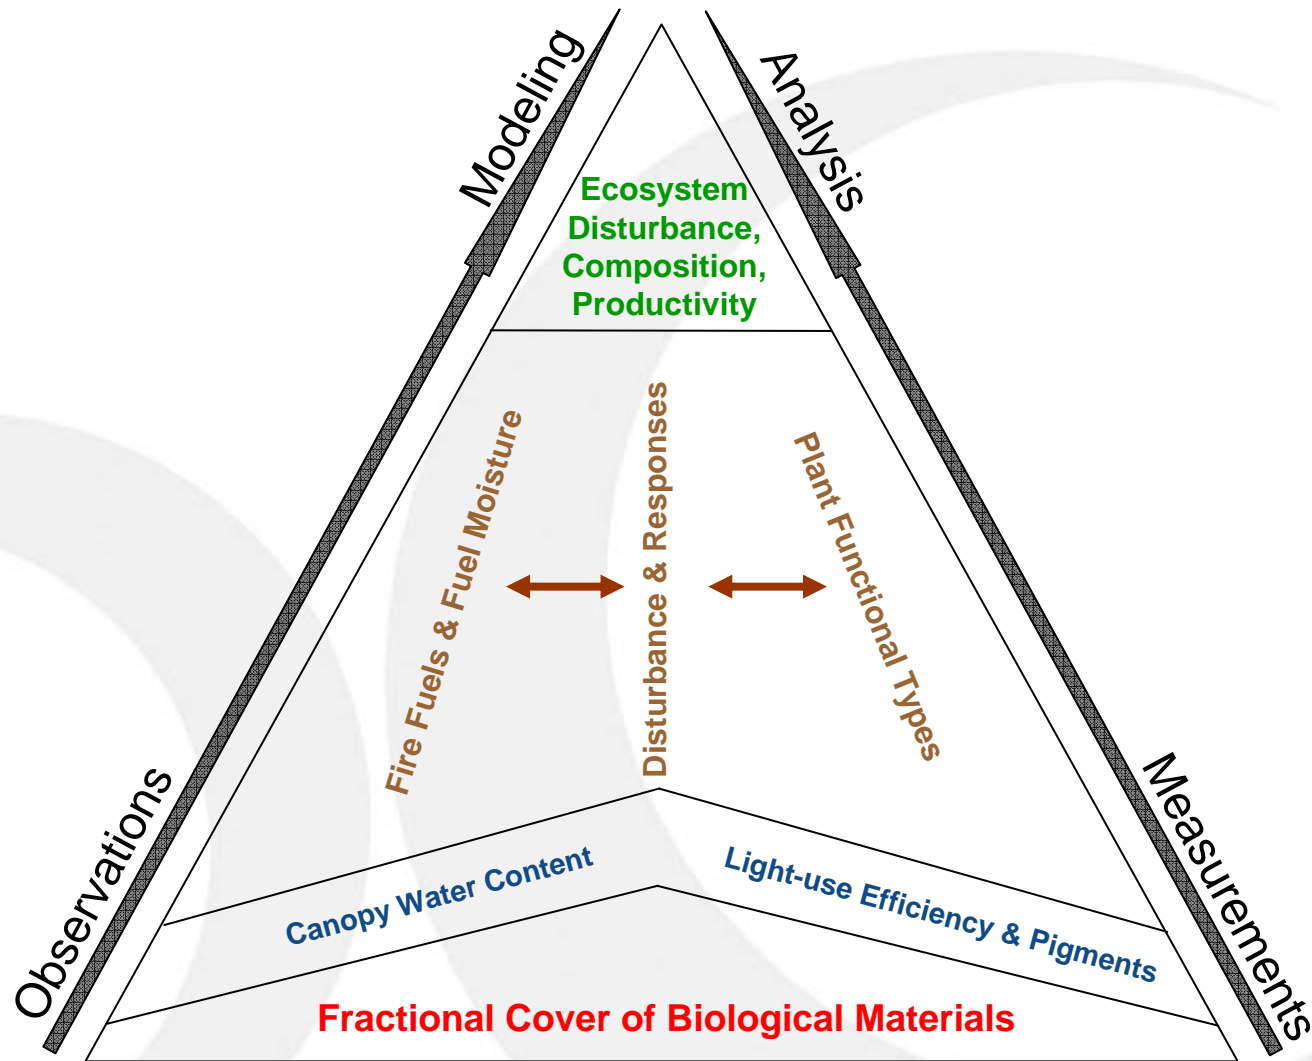 Modeling
Analysis
Ecosystem
Disturbance,
Composition,
Productivity
Fire Fuels & Fuel Moisture
Disturbance & Responses
Plant Functional Types
Observations
Measurements
Canopy Water Content
Light-use Efficiency & Pigments
Fractional Cover of Biological Materials